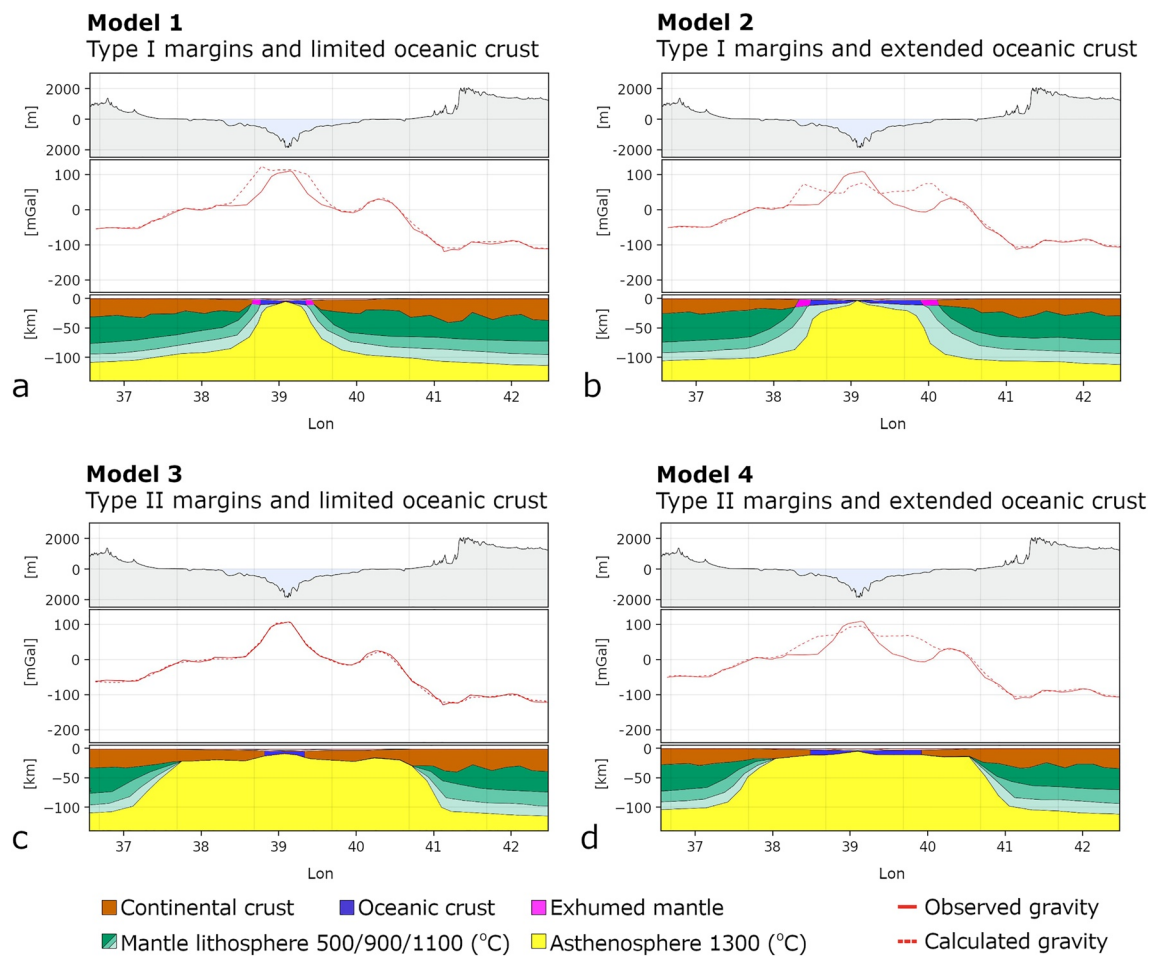 Model 1
Type I margins and limited oceanic crust
2000
0
2000
[m]
100
0
−100
−200
[mGal]
0
−50
−100
[km]
37 38 39 40 41 42
Lon
a
Model 2
Type I margins and extended oceanic crust
2000
0
-2000
[m]
100
0
-100
-200
[mGal]
0
−50
−100
[km]
37 38 39 40 41 42
Lon
b
Model 3
Type II margins and limited oceanic crust
2000
0
2000
[m]
100
0
−100
−200
[mGal]
0
−50
−100
[km]
37 38 39 40 41 42
Lon
c
Model 4
Type II margins and extended oceanic crust
2000
0
-2000
[m]
100
0
-100
-200
[mGal]
0
−50
−100
[km]
37 38 39 40 41 42
Lon
d
Continental crust Oceanic crust Exhumed mantle Observed gravity
Mantle lithosphere 500/900/1100 (°C) Asthenosphere 1300 (°C) Calculated gravity